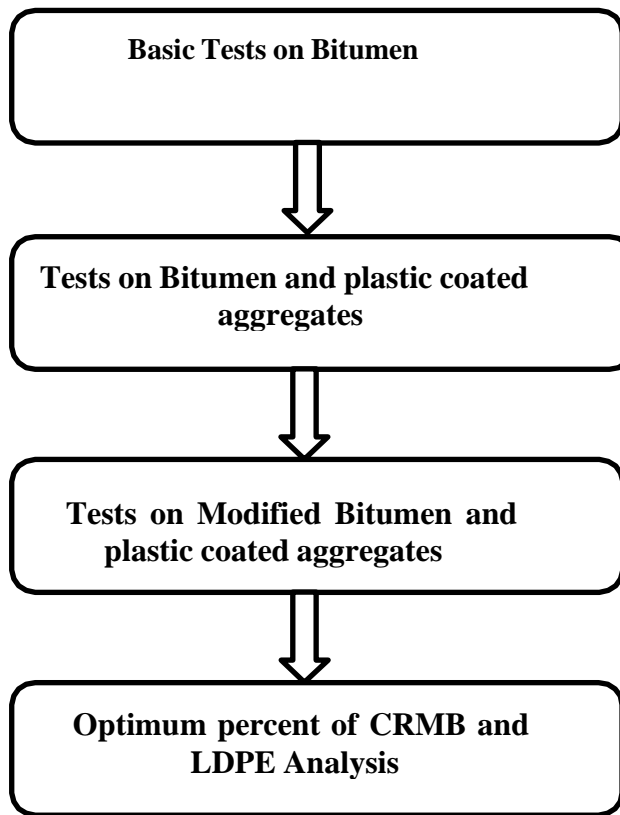 Basic Tests on Bitumen
Tests on Bitumen and plastic coated
aggregates
Tests on Modified Bitumen and
plastic coated aggregates
Optimum percent of CRMB and
LDPE Analysis